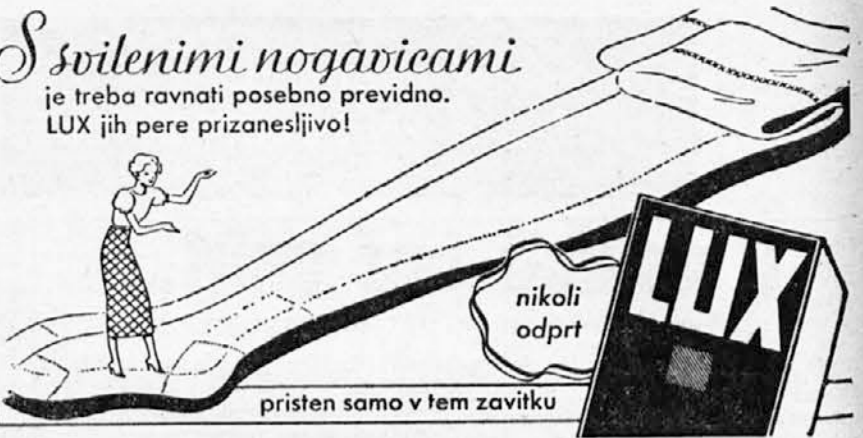 S svilenimi nogavicami
je treba ravnati posebno previdno.
LUX jih pere prizanesljivo!
nikoli
odprt
LUX
pristen samo v tem zavitku